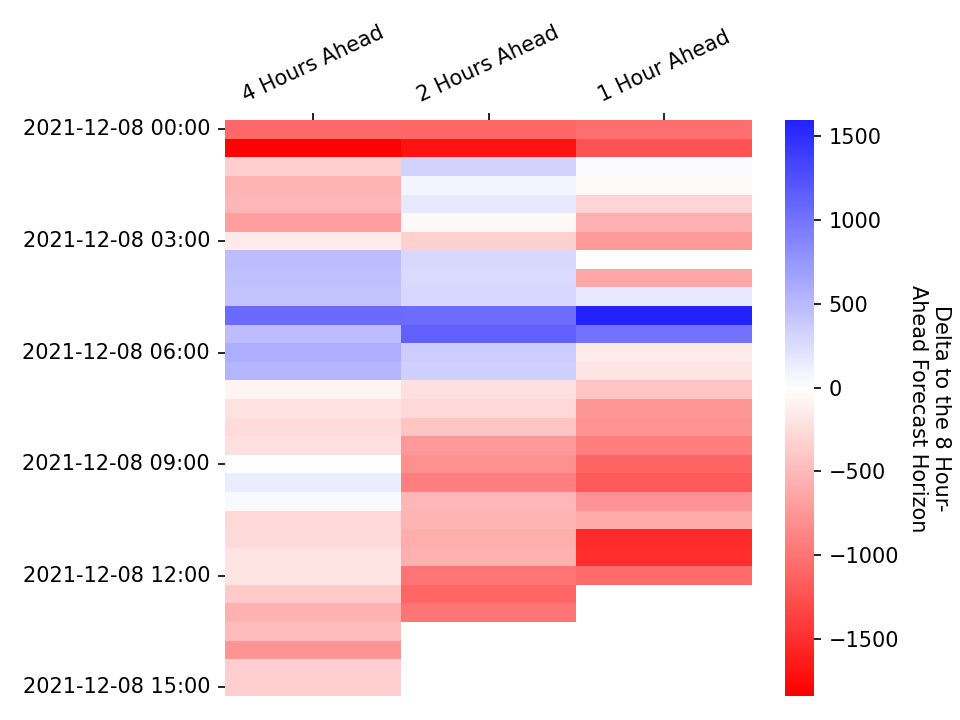 4 Hours Ahead
2 Hours Ahead
1 Hour Ahead
2021-12-08 00:00
2021-12-08 03:00
2021-12-08 06:00
2021-12-08 09:00
2021-12-08 12:00
2021-12-08 15:00
1500
1000
500
0
−500
−1000
−1500
Delta to the 8 Hour-
Ahead Forecast Horizon